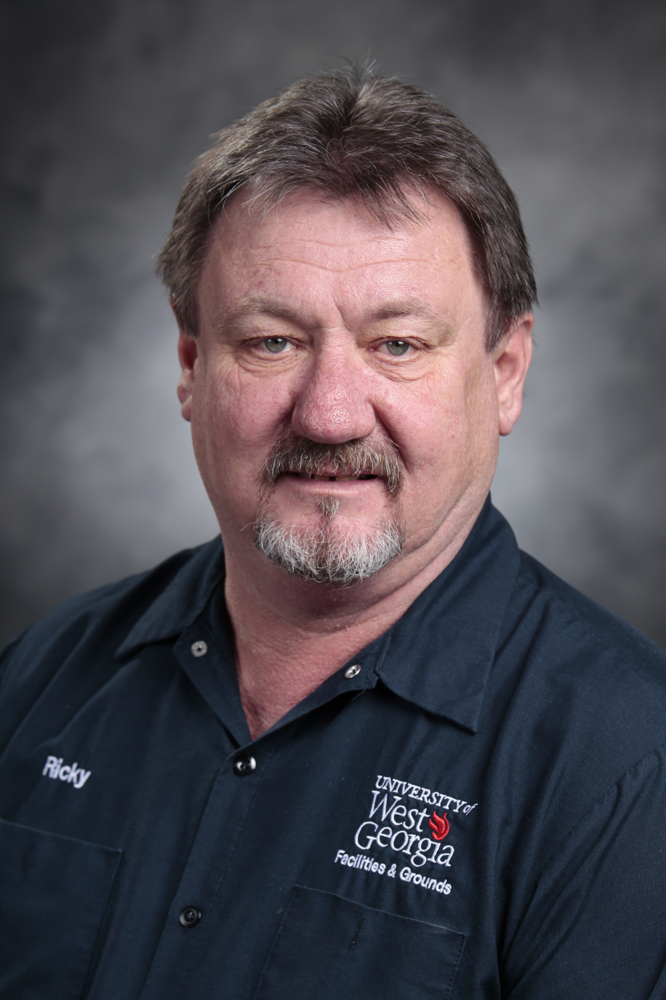 Ricky
UNIVERSITY of
West
Georgia
Facilities & Grounds